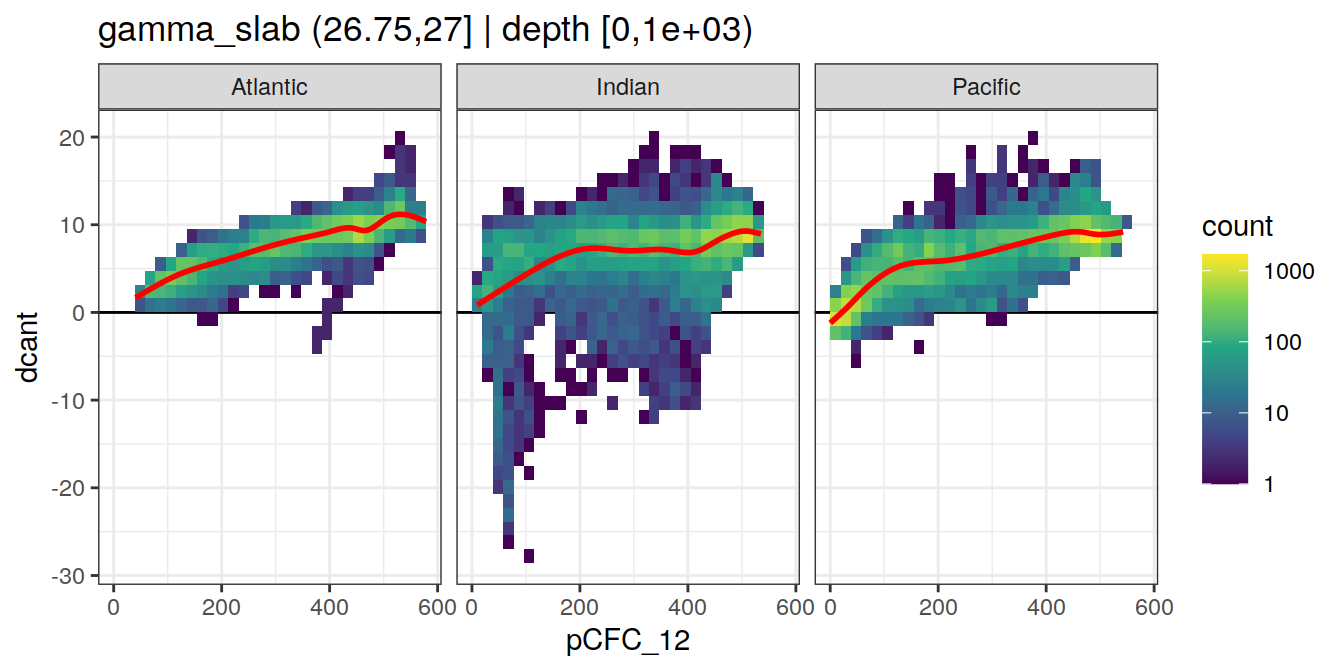 gamma_slab (26.75,27] | depth [0,1e+03)
Atlantic
Indian
Pacific
20
10
0
-10
-20
-30
dcant
0 200 400 600 0 200 400 600 0 200 400 600
pCFC_12
count
1000
100
10
1